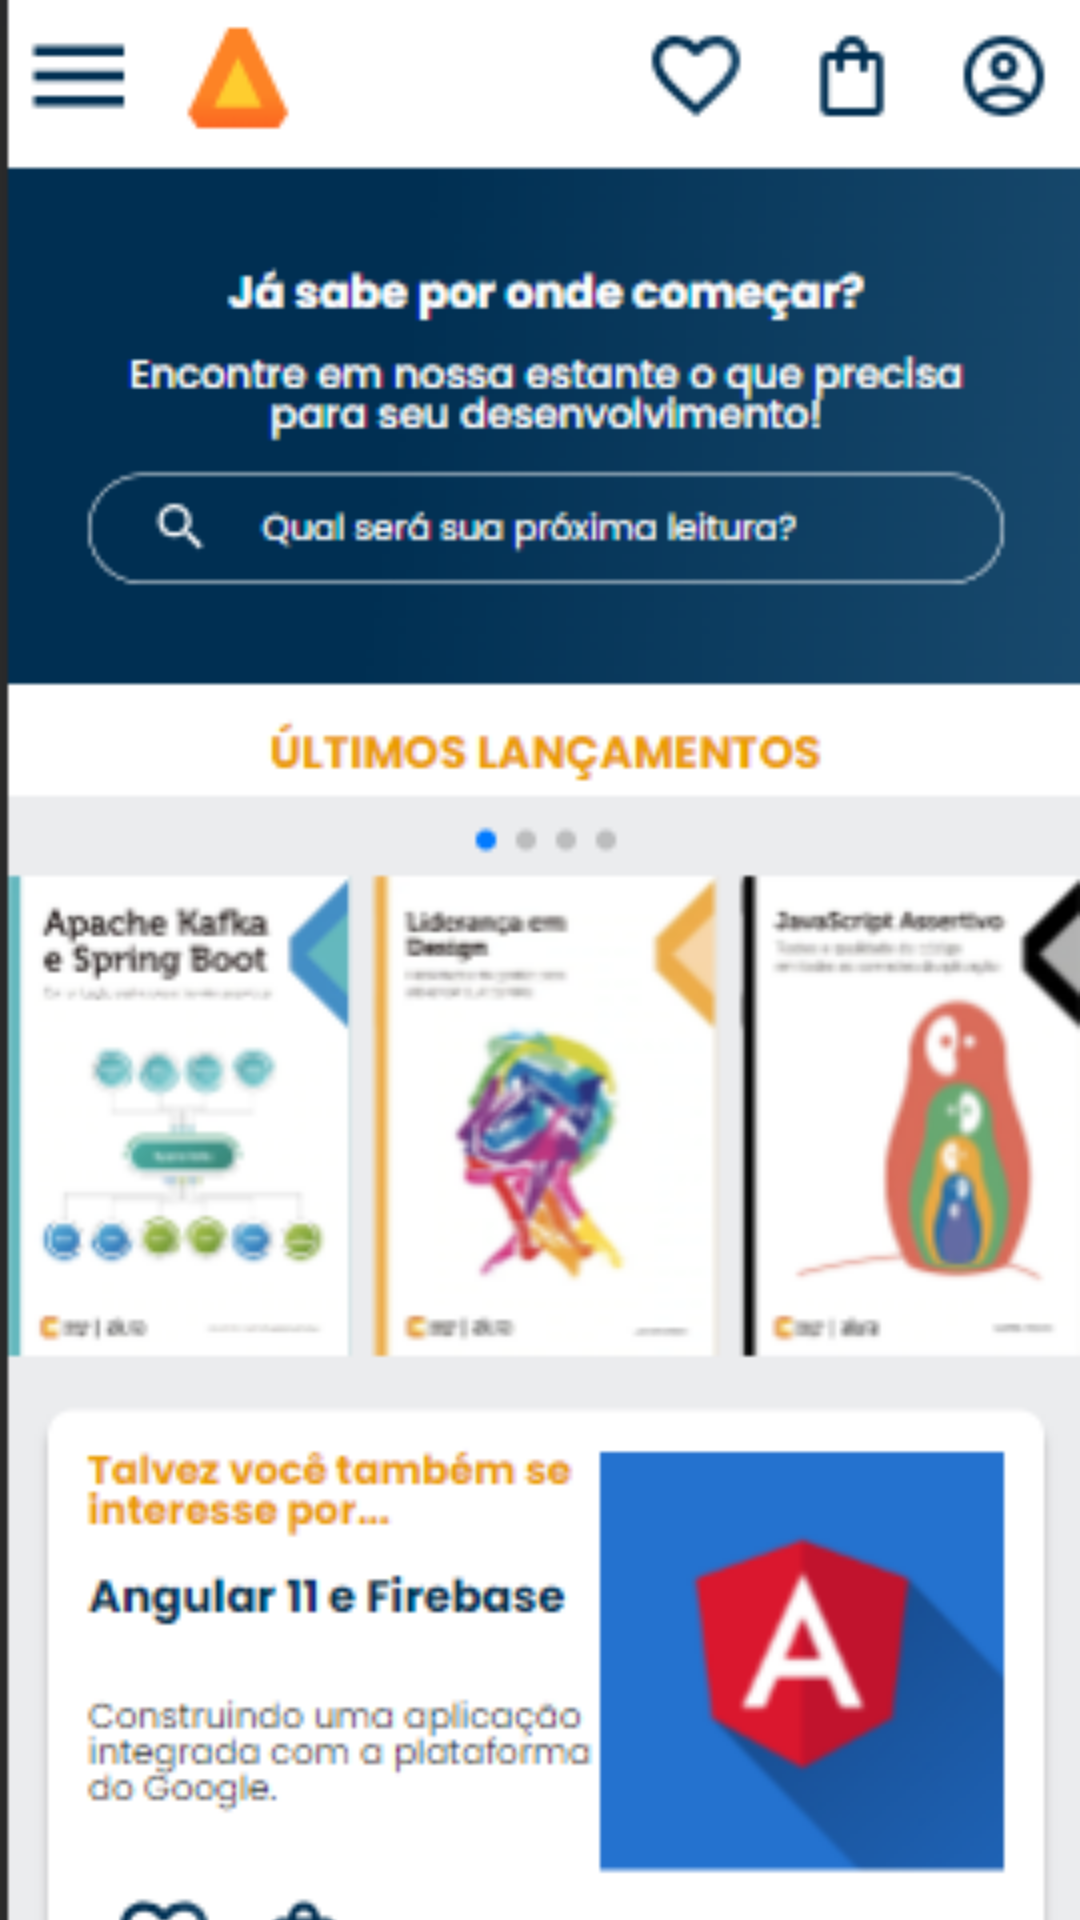 Já sabe por onde começar?
Encontre em nossa estante o que precisa
para seu desenvolvimento!
Qual será sua próxima leitura?
ÚLTIMOS LANÇAMENTOS
Apache Kafka
e Spring Boot
Liderança em
Design
JavaScript Assertivo
Talvez você também se
interesse por...
Angular 11 e Firebase
A
Construindo uma aplicação
integrada com a plataforma
do Google.